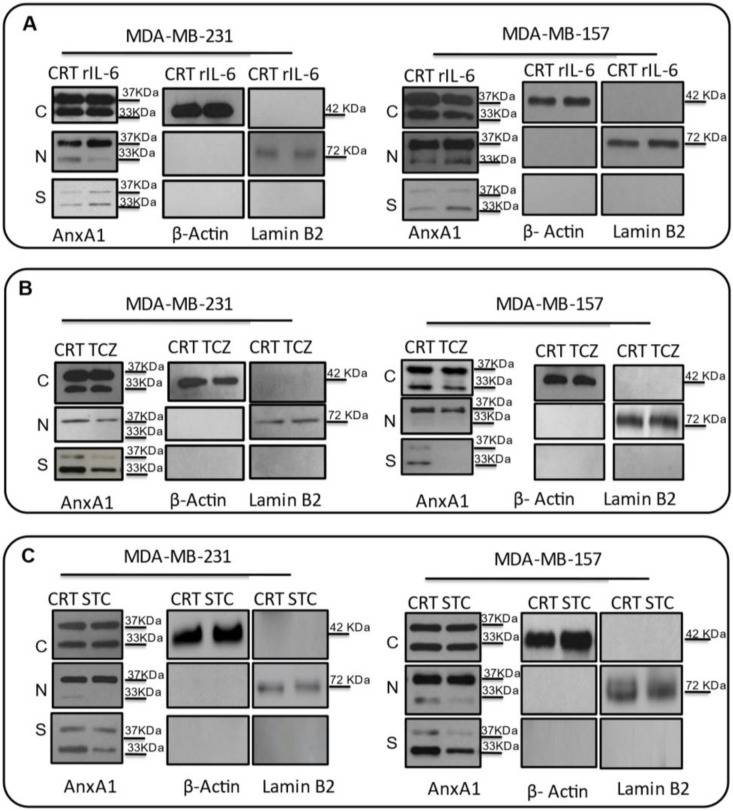 A
MDA-MB-231 MDA-MB-157
CRT rIL-6 CRT rIL-6 CRT rIL-6 CRT rIL-6 CRT rIL-6 CRT rIL-6
C 37KDa 33KDa 42 KDa C 37KDa 33KDa 42 KDa
N 37KDa 33KDa 72 KDa N 37KDa 33KDa 72 KDa
S 37KDa 33KDa S 37KDa 33KDa
AnxA1 β-Actin Lamin B2 AnxA1 β- Actin Lamin B2
B
MDA-MB-231 MDA-MB-157
CRT TCZ CRT TCZ CRT TCZ CRT TCZ CRT TCZ CRT TCZ
C 37KDa 33KDa 42 KDa C 37KDa 33KDa 42 KDa
N 37KDa 33KDa 72 KDa N 37KDa 33KDa 72 KDa
S 37KDa 33KDa S 37KDa 33KDa
AnxA1 β-Actin Lamin B2 AnxA1 β- Actin Lamin B2
C
MDA-MB-231 MDA-MB-157
CRT STC CRT STC CRT STC CRT STC CRT STC CRT STC
C 37KDa 33KDa 42 KDa C 37KDa 33KDa 42 KDa
N 37KDa 33KDa 72 KDa N 37KDa 33KDa 72 KDa
S 37KDa 33KDa S 37KDa 33KDa
AnxA1 β-Actin Lamin B2 AnxA1 β- Actin Lamin B2